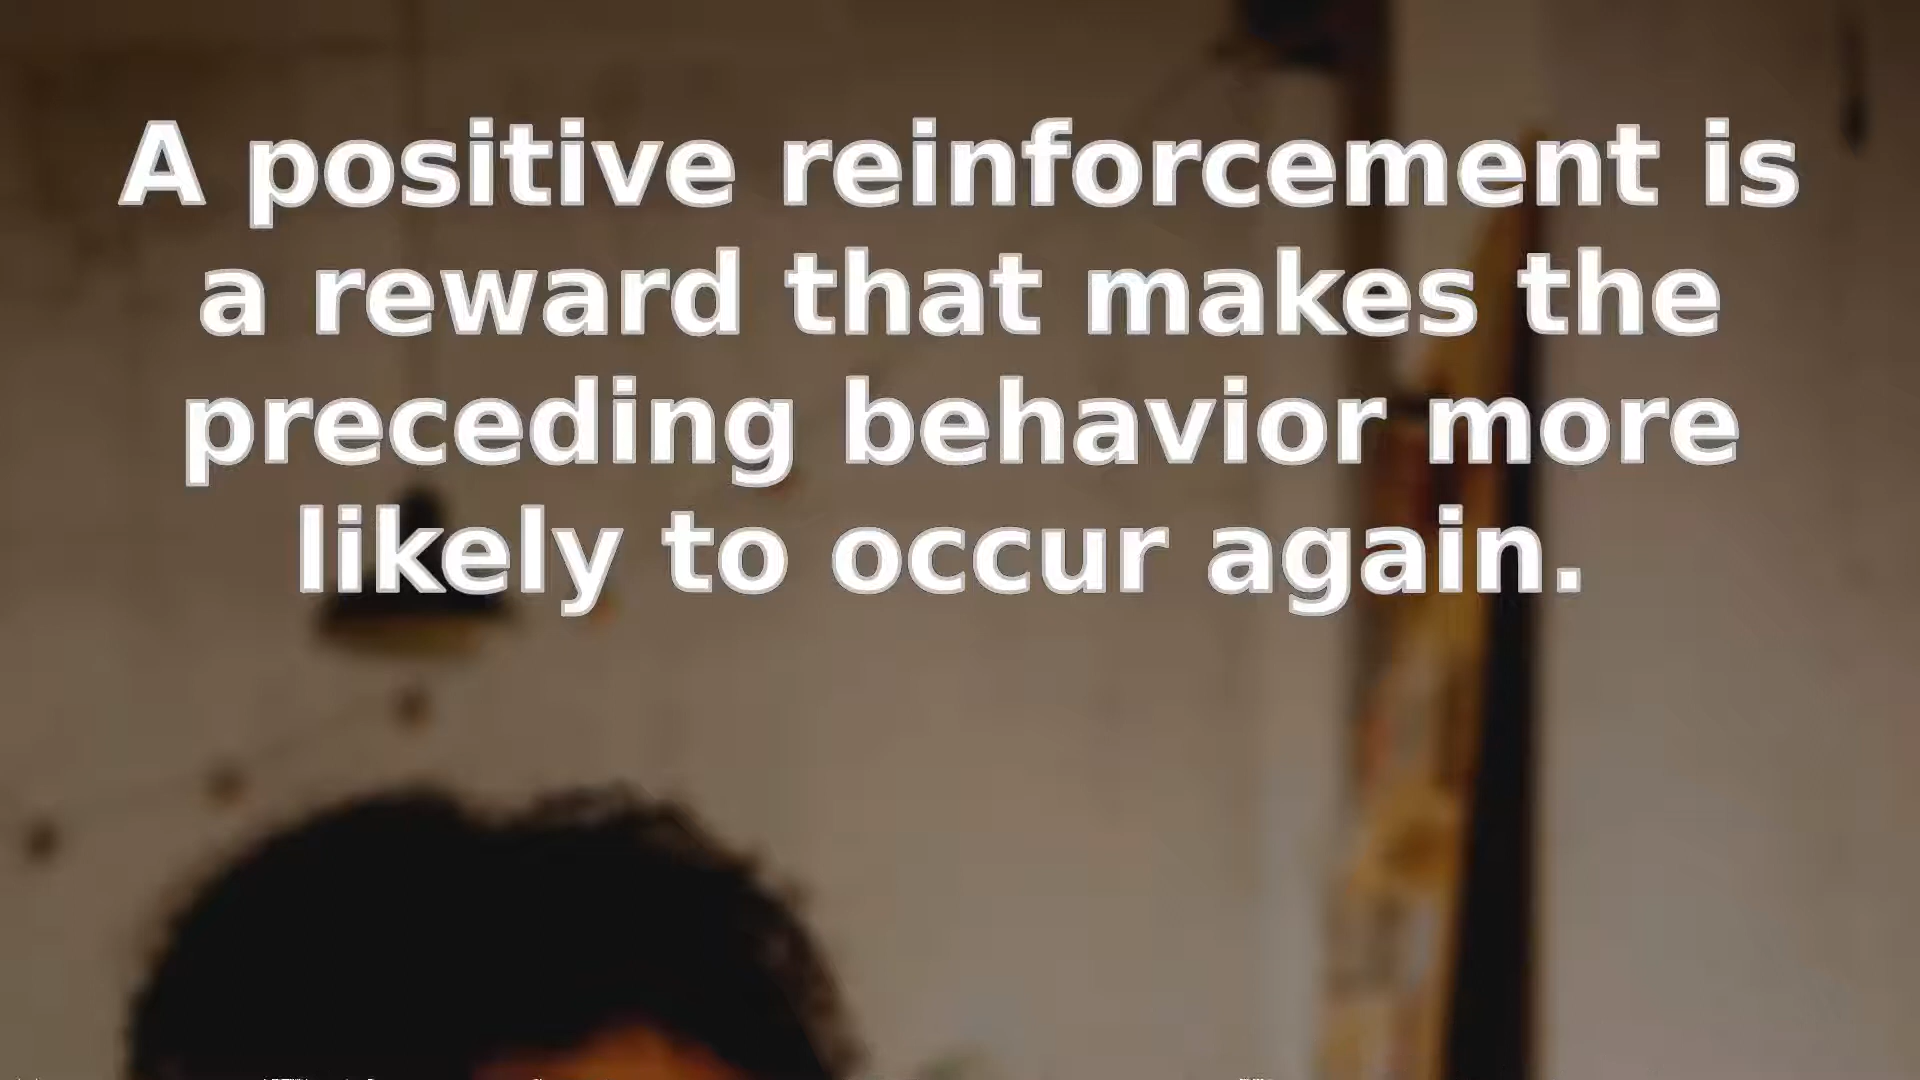 A positive reinforcement is
a reward that makes the
preceding behavior more
likely to occur again.